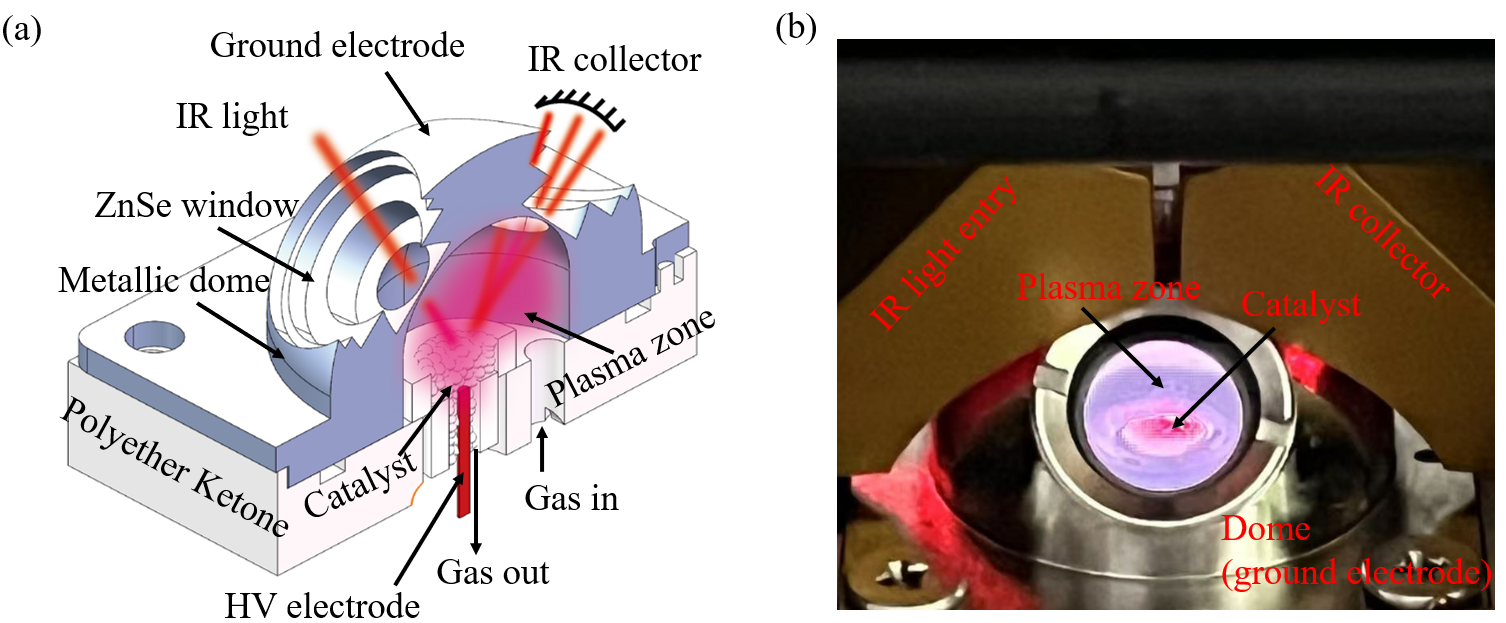 (a)
Ground electrode
IR collector
IR light
ZnSe window
Metallic dome
Plasma zone
Polyether Ketone
Catalyst
Gas in
Gas out
HV electrode
(b)
IR light entry
IR collector
Plasma zone
Catalyst
Dome
(ground electrode)